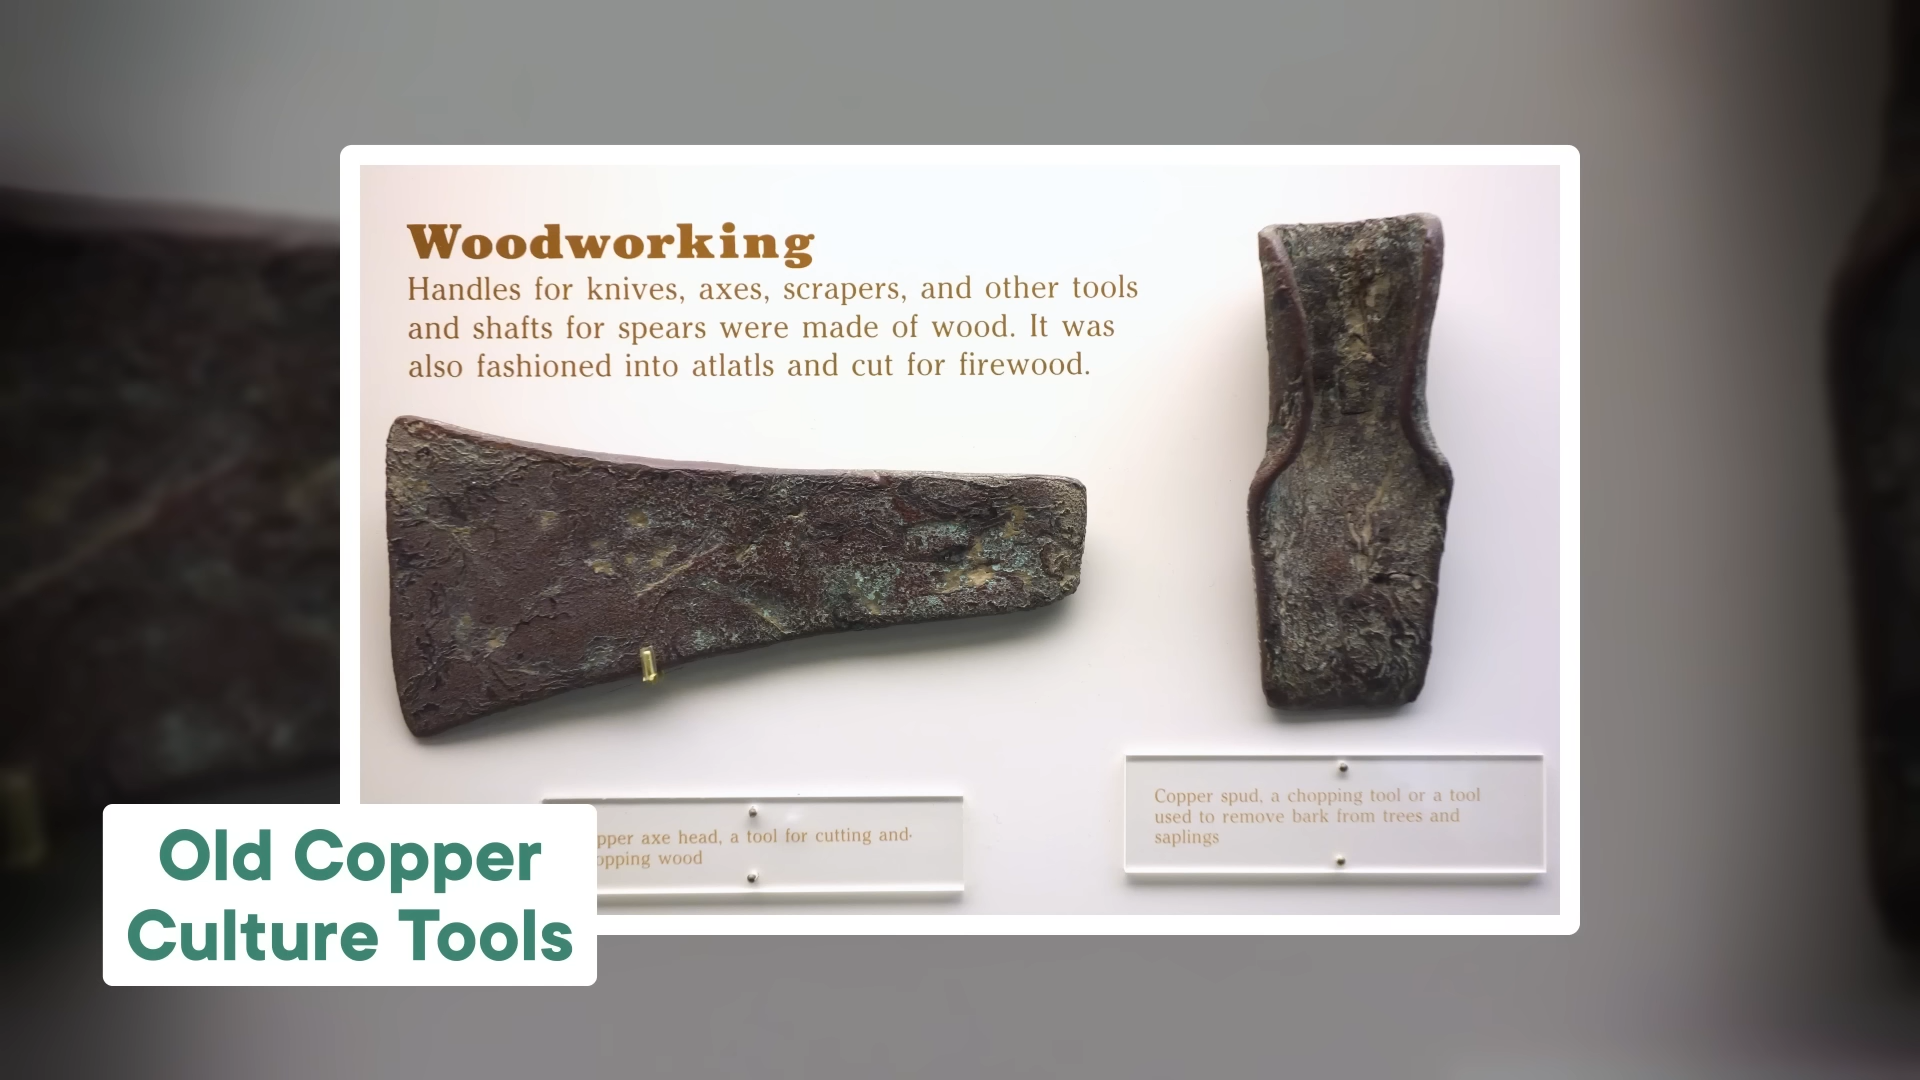 Woodworking
Handles for knives, axes, scrapers, and other tools
and shafts for spears were made of wood. It was
also fashioned into atlatls and cut for firewood.
axe head, a tool for cutting and
wood
Copper spud, a chopping tool or a tool
used to remove bark from trees and
saplings
Old Copper
Culture Tools